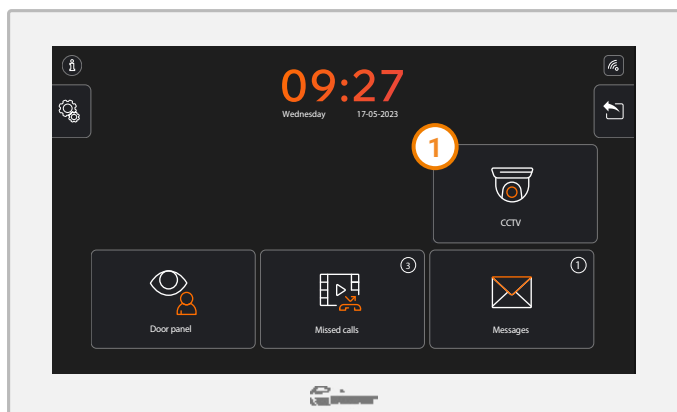 09:27
Wednesday 17-05-2023
1
CCTV
3
1
Door panel
Missed calls
Messages